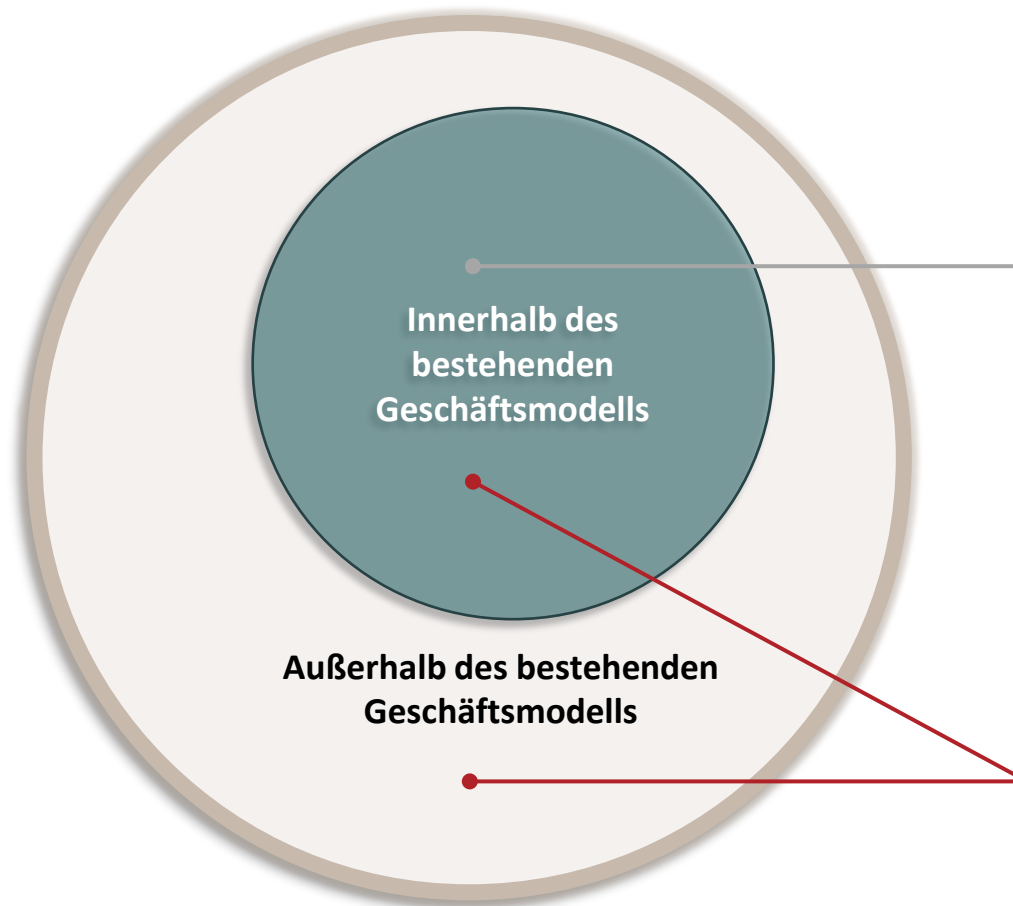 Innerhalb des
bestehenden
Geschäftsmodells
Außerhalb des bestehenden
Geschäftsmodells